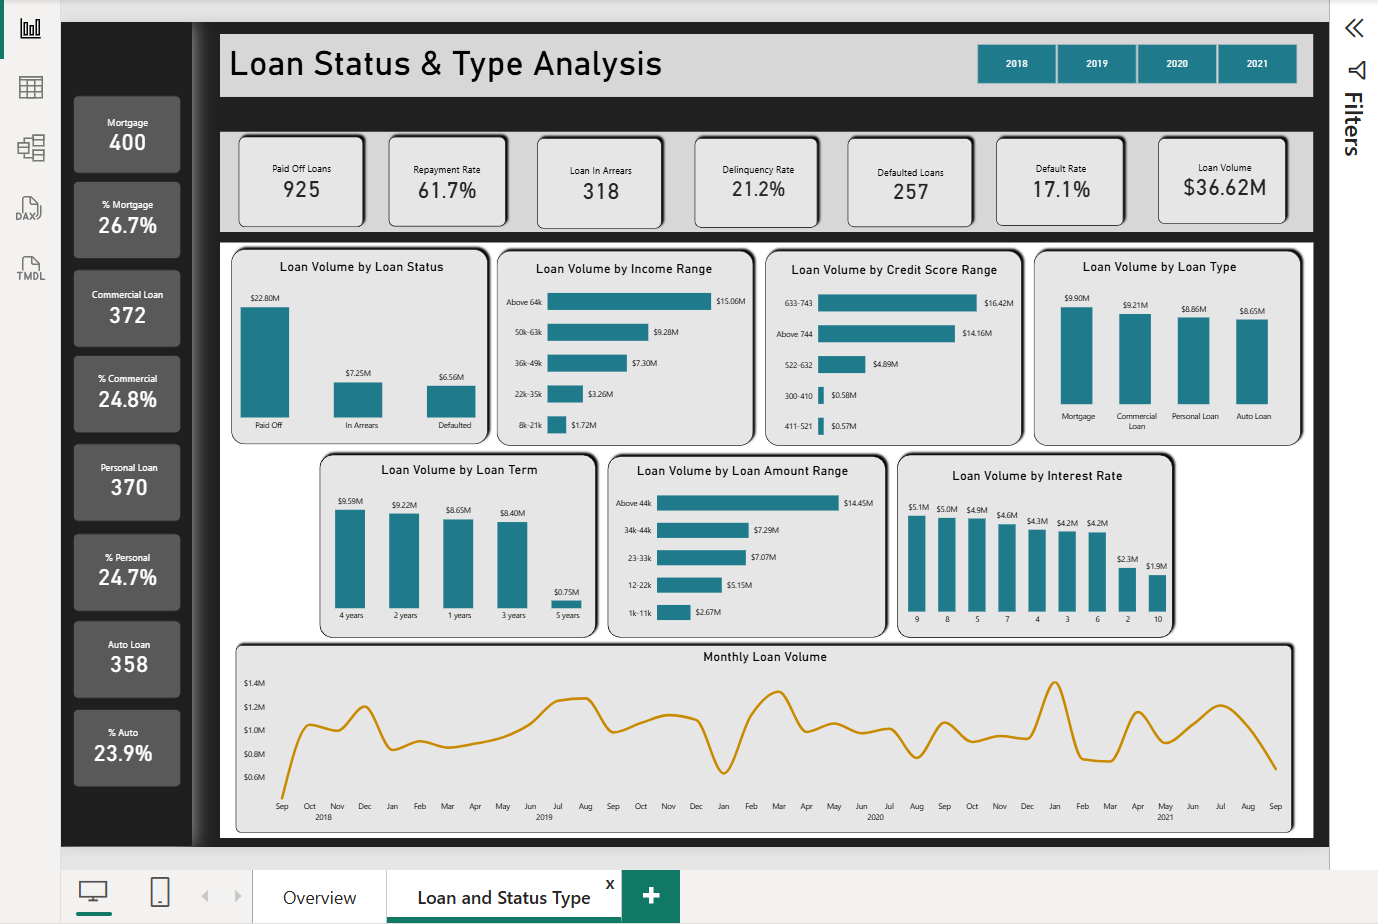 Loan Status & Type Analysis
2018 2019 2020 2021
Filters
DAX
TMDL
Mortgage
400
% Mortgage
26.7%
Commercial Loan
372
% Commercial
24.8%
Personal Loan
370
% Personal
24.7%
Auto Loan
358
% Auto
23.9%
Paid Off Loans
925
Repayment Rate
61.7%
Loan In Arrears
318
Delinquency Rate
21.2%
Defaulted Loans
257
Default Rate
17.1%
Loan Volume
$36.62M
Loan Volume by Loan Status
$22.80M
$7.25M
$6.56M
Paid Off In Arrears Defaulted
Loan Volume by Income Range
Above 64k $15.06M
50k-63k $9.28M
36k-49k $7.30M
22k-35k $3.26M
8k-21k $1.72M
Loan Volume by Credit Score Range
633-743 $16.42M
Above 744 $14.16M
522-632 $4.89M
300-410 $0.58M
411-521 $0.57M
Loan Volume by Loan Type
$9.90M $9.21M $8.86M $8.65M
Mortgage Commercial Personal Loan Auto Loan
Loan
Loan Volume by Loan Term
$9.59M $9.22M $8.65M $8.40M
$0.75M
4 years 2 years 1 years 3 years 5 years
Loan Volume by Loan Amount Range
Above 44k $14.45M
34k-44k $7.29M
23-33k $7.07M
12-22k $5.15M
1k-11k $2.67M
Loan Volume by Interest Rate
$5.1M $5.0M $4.9M $4.6M $4.3M $4.2M $4.2M $2.3M $1.9M
9 8 5 7 4 3 6 2 10
Monthly Loan Volume
$1.4M
$1.2M
$1.0M
$0.8M
$0.6M
Sep Oct Nov Dec Jan Feb Mar Apr May Jun Jul Aug Sep Oct Nov Dec Jan Feb Mar Apr May Jun Jul Aug Sep Oct Nov Dec Jan Feb Mar Apr May Jun Jul Aug Sep
2018 2019 2020 2021
Overview Loan and Status Type x +